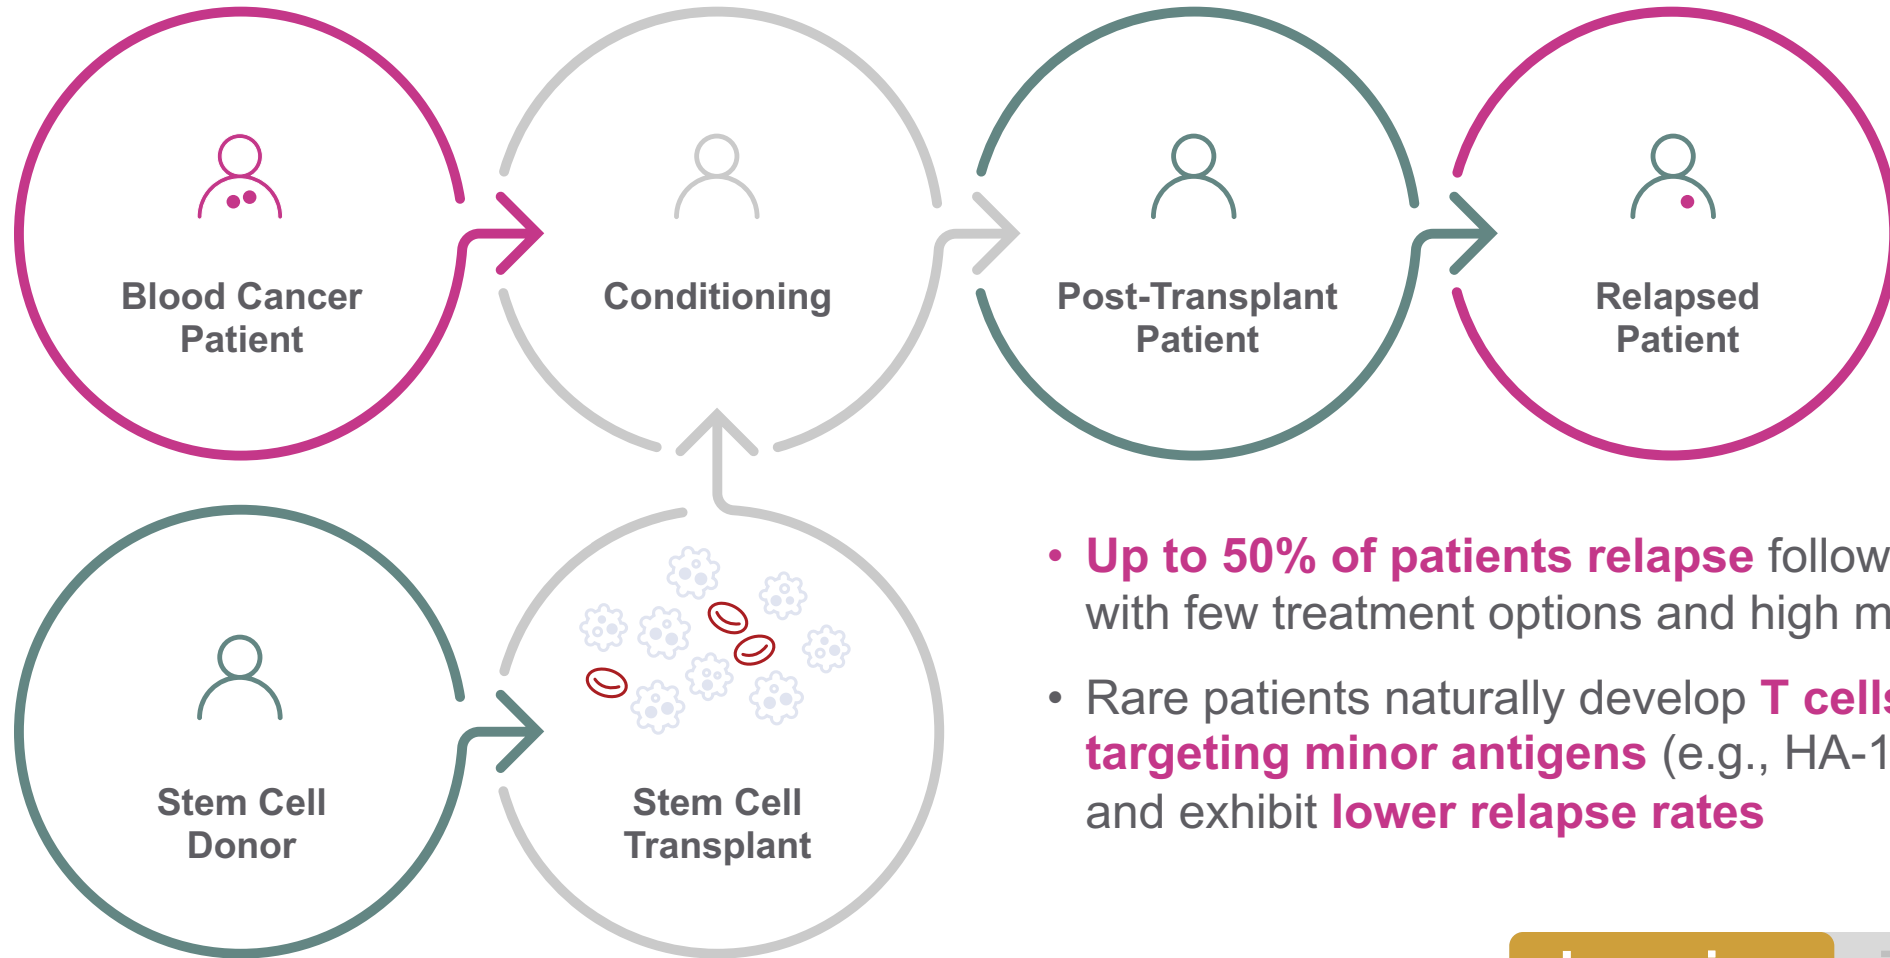 Blood Cancer
Patient
Conditioning
Post-Transplant
Patient
Relapsed
Patient
Stem Cell
Donor
Stem Cell
Transplant
• Up to 50% of patients relapse
with few treatment options and high
• Rare patients naturally develop T cells
targeting minor antigens (e.g., HA-1
and exhibit lower relapse rates